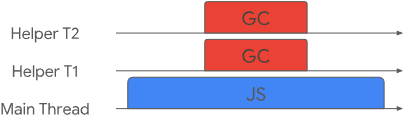 Helper T2 GC
Helper T1 GC
Main Thread JS